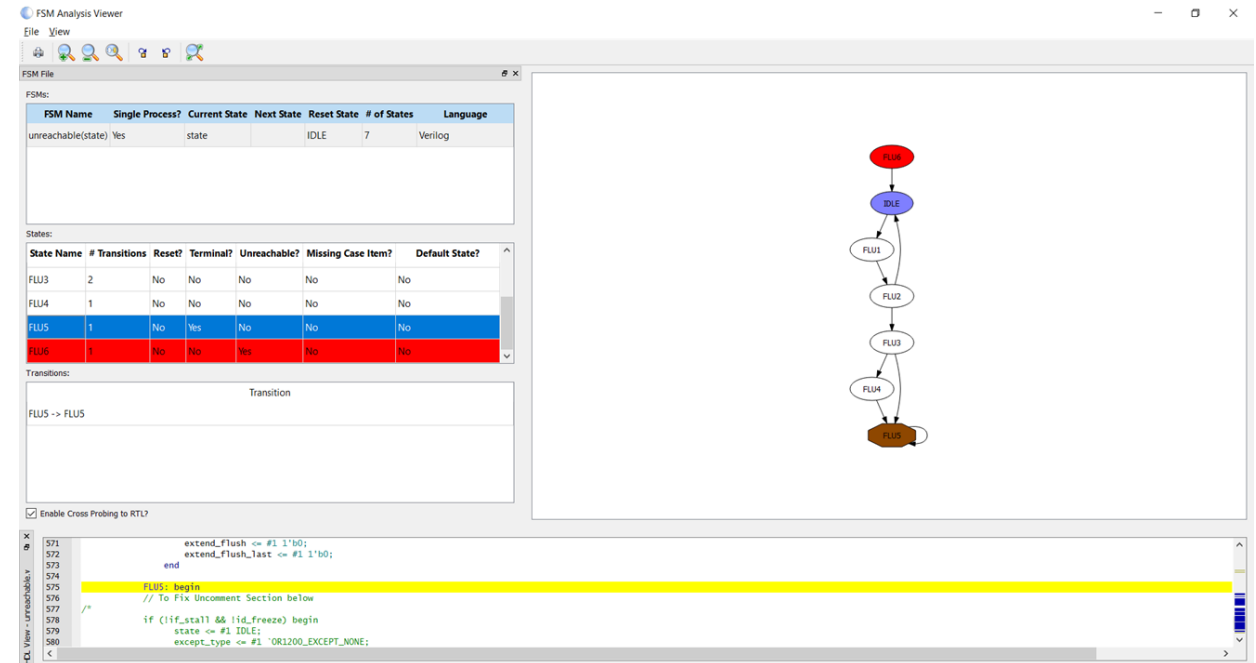 FSM Analysis Viewer
File View
FSM File
FSMs:
FSM Name Single Process? Current State Next State Reset State # of States Language
unreachable(state) Yes state IDLE 7 Verilog
States:
State Name # Transitions Reset? Terminal? Unreachable? Missing Case Item? Default State?
FLU3 2 No No No No No
FLU4 1 No No No No No
FLU5 1 No Yes No No No
FLU6 1 No No Yes No No
Transitions:
Transition
FLU5 -> FLU5
Enable Cross Probing to RTL?
FLU6
IDLE
FLU1
FLU2
FLU3
FLU4
FLU5
HDL View - unreachable.v
571 extend_flush <= #1 1'b0;
572 extend_flush_last <= #1 1'b0;
573 end
574
575 FLU5: begin
576 // To Fix Uncomment Section below
577 /*
578 if (!if_stall && !id_freeze) begin
579 state <= #1 IDLE;
580 except_type <= #1 `OR1200_EXCEPT_NONE;